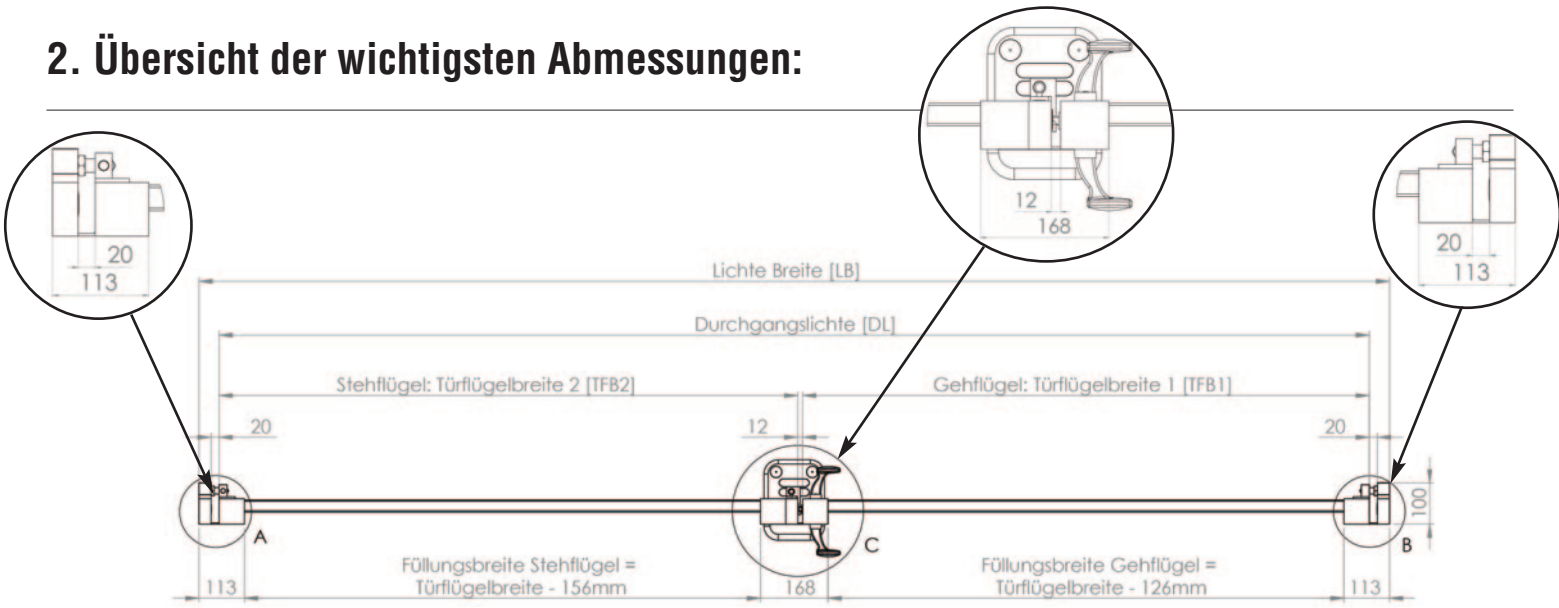 2. Übersicht der wichtigsten Abmessungen:
12
168
20
113
20
113
Lichte Breite [LB]
Durchgangslichte [DL]
Stehflügel: Türflügelbreite 2 [TFB2]
Gehflügel: Türflügelbreite 1 [TFB1]
20
12
20
100
A
C
B
Füllungsbreite Stehflügel =
Türflügelbreite - 156mm
Füllungsbreite Gehflügel =
Türflügelbreite - 126mm
113
168
113